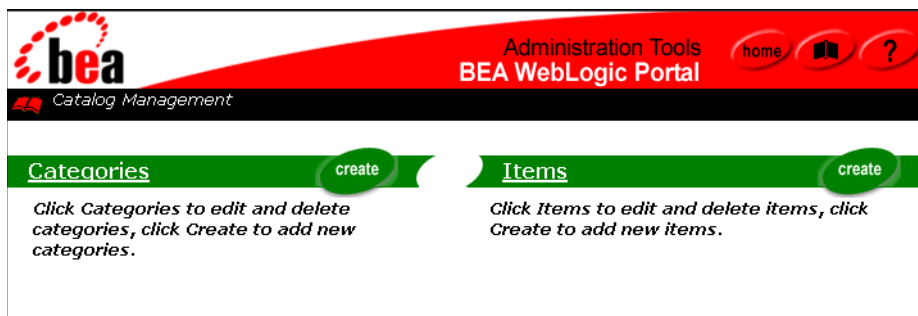 bea
Administration Tools
BEA WebLogic Portal
home
?
Catalog Management
Categories
create
Click Categories to edit and delete
categories, click Create to add new
categories.
Items
create
Click Items to edit and delete items, click
Create to add new items.